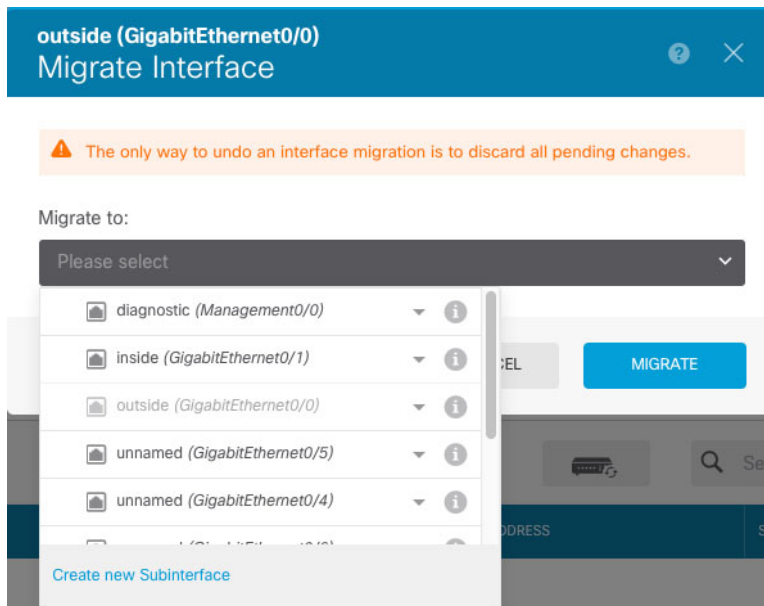 outside (GigabitEthernet0/0)
Migrate Interface
The only way to undo an interface migration is to discard all pending changes.
Migrate to:
Please select
diagnostic (Management0/0)
inside (GigabitEthernet0/1)
outside (GigabitEthernet0/0)
unnamed (GigabitEthernet0/5)
unnamed (GigabitEthernet0/4)
Create new Subinterface
MIGRATE